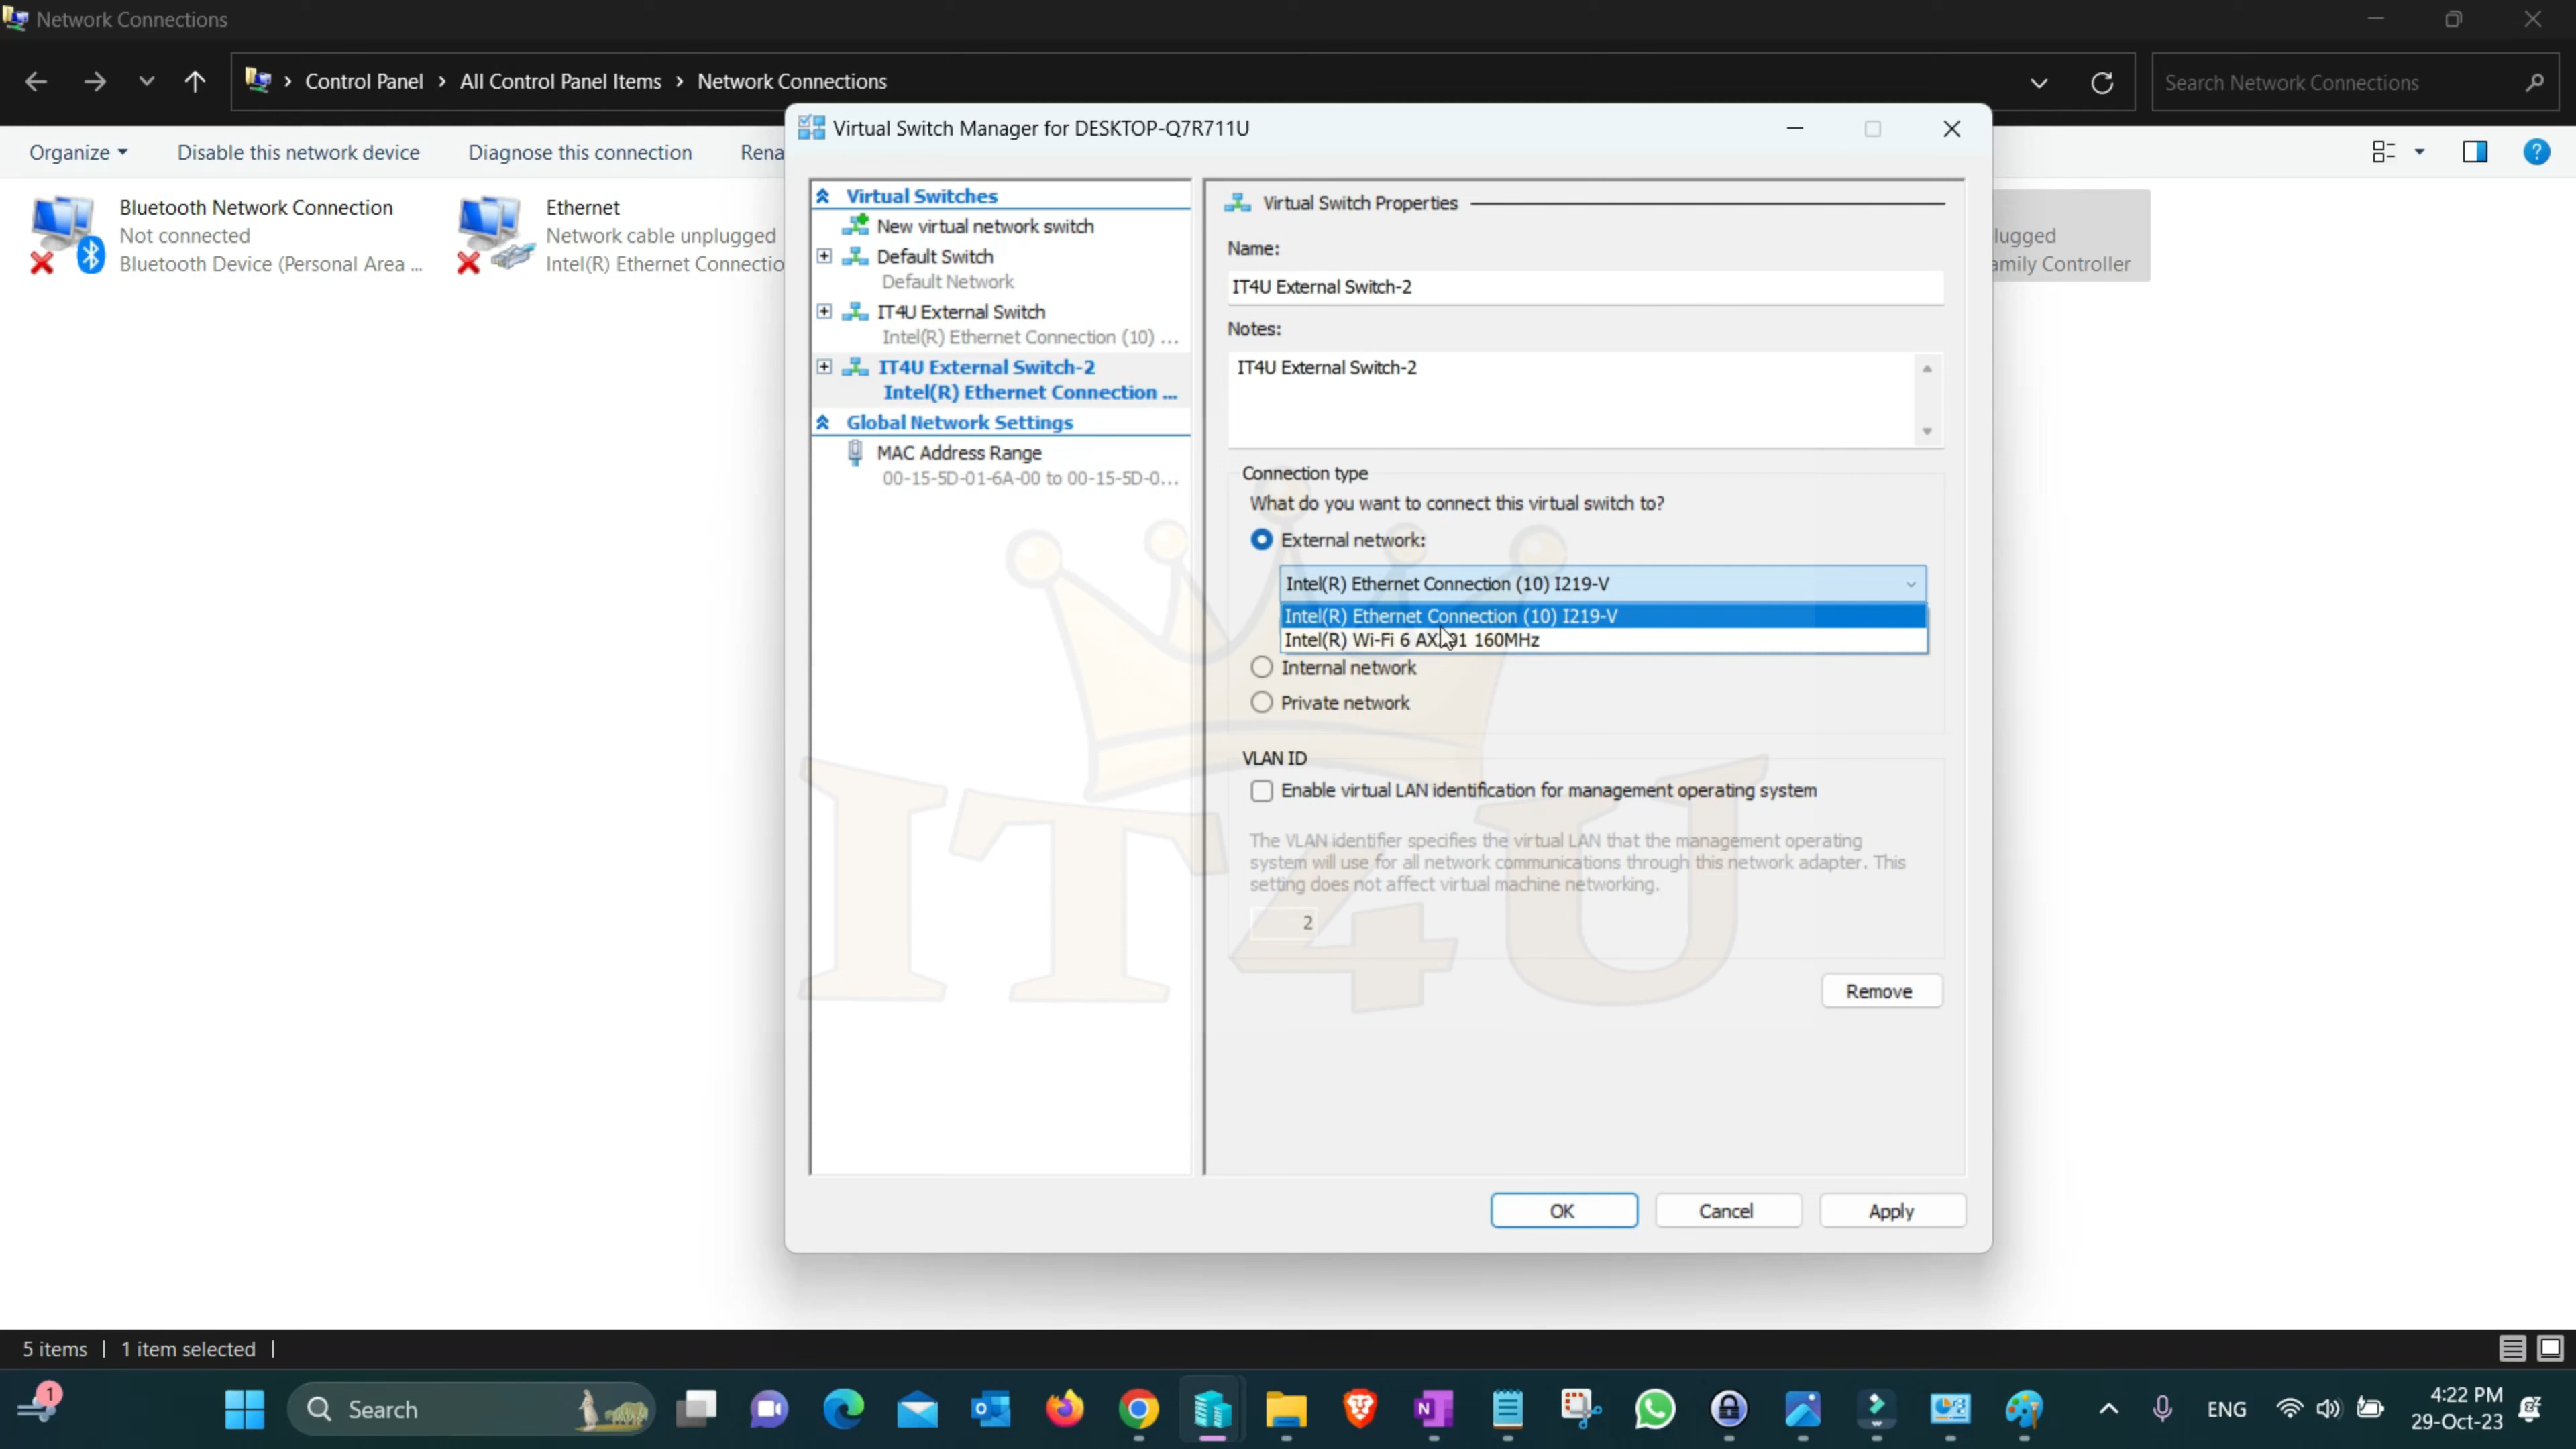 Network Connections
Control Panel › All Control Panel Items › Network Connections
Search Network Connections
Organize
Disable this network device
Diagnose this connection
Rena
Bluetooth Network Connection
Not connected
Bluetooth Device (Personal Area ...
Ethernet
Network cable unplugged
Intel(R) Ethernet Connectio
lugged
amily Controller
Virtual Switch Manager for DESKTOP-Q7R711U
Virtual Switches
New virtual network switch
Default Switch
Default Network
IT4U External Switch
Intel(R) Ethernet Connection (10) ...
IT4U External Switch-2
Intel(R) Ethernet Connection ...
Global Network Settings
MAC Address Range
00-15-5D-01-6A-00 to 00-15-5D-0...
Virtual Switch Properties
Name:
IT4U External Switch-2
Notes:
IT4U External Switch-2
Connection type
What do you want to connect this virtual switch to?
External network:
Intel(R) Ethernet Connection (10) I219-V
Intel(R) Ethernet Connection (10) I219-V
Intel(R) Wi-Fi 6 160MHz
Internal network
Private network
VLAN ID
Enable virtual LAN identification for management operating system
The VLAN identifier specifies the virtual LAN that the management operating
system will use for all network communications through this network adapter. This
setting does not affect virtual machine networking.
2
Remove
OK
Cancel
Apply
IT4U
5 items
1 item selected
1
Search
ENG
4:22 PM
29-Oct-23